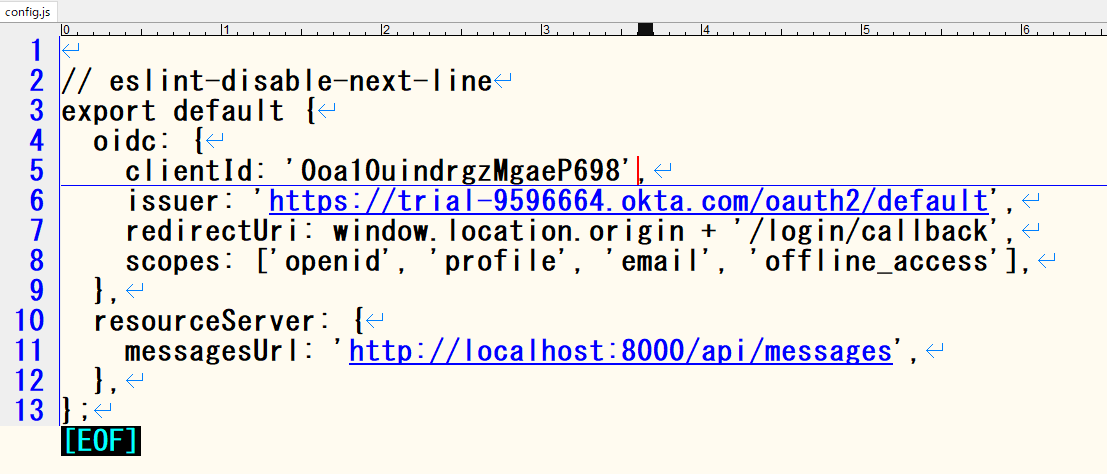 config.js
0 1 2 3 4 5 6
1
2 // eslint-disable-next-line
3 export default {
4 oidc: {
5 clientId: '0oa10uindrgzMgaeP698',
6 issuer: 'https://trial-9596664.okta.com/oauth2/default',
7 redirectUri: window.location.origin + '/login/callback',
8 scopes: ['openid', 'profile', 'email', 'offline_access'],
9 },
10 resourceServer: {
11 messagesUrl: 'http://localhost:8000/api/messages',
12 },
13 };
[EOF]